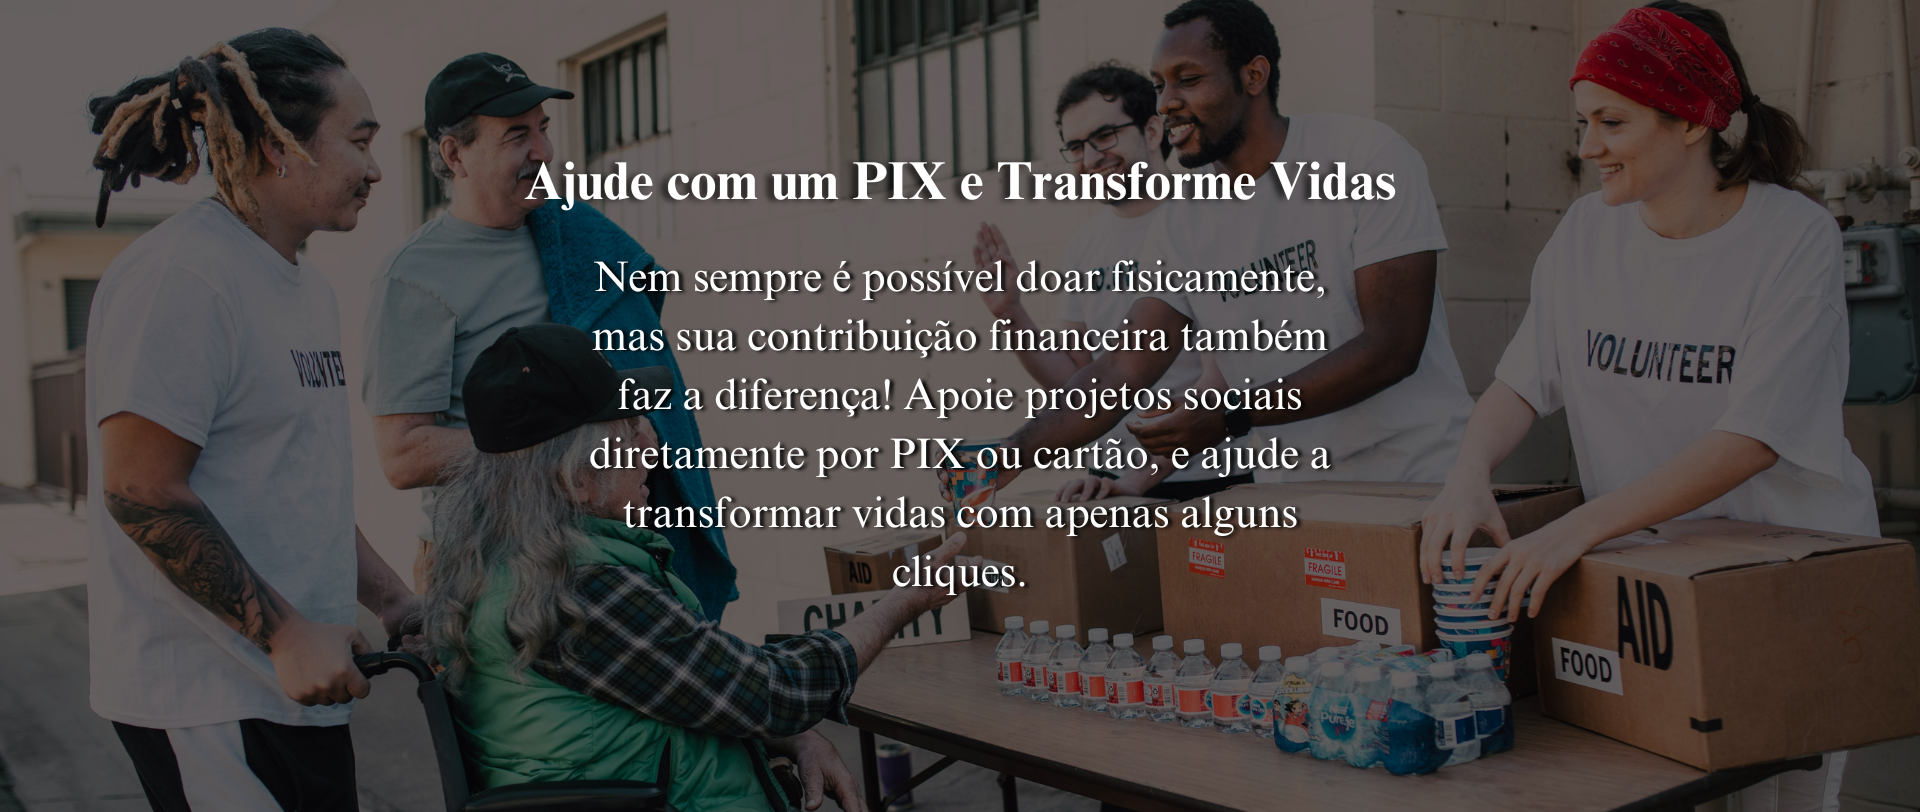 Ajude com um PIX e Transforme Vidas
Nem sempre é possível doar fisicamente,
mas sua contribuição financeira também
faz a diferença! Apoie projetos sociais
diretamente por PIX ou cartão, e ajude a
transformar vidas com apenas alguns
cliques.
VOLUNTEER
VOLUNTEER
AID
FRAGILE
FRAGILE
FOOD
FOOD
AID